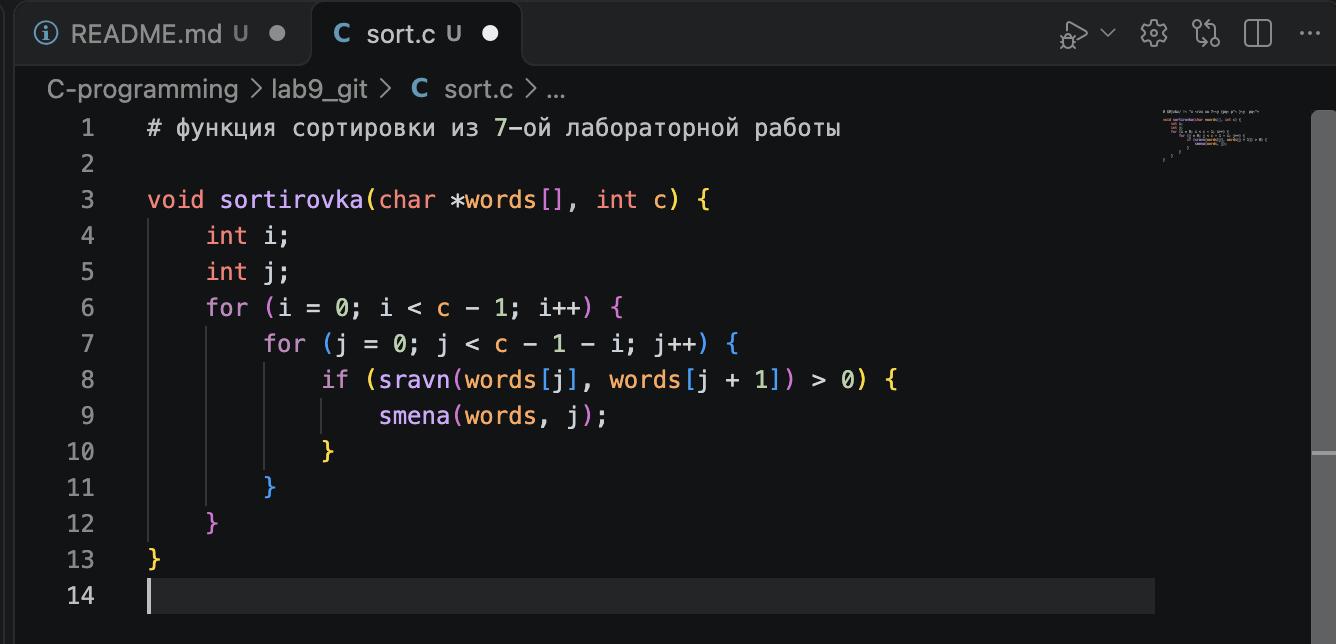 README.md U
C sort.c U
C-programming > lab9_git > C sort.c > ...
1 # функция сортировки из 7-ой лабораторной работы
2
3 void sortirovka(char *words[], int c) {
4     int i;
5     int j;
6     for (i = 0; i < c - 1; i++) {
7         for (j = 0; j < c - 1 - i; j++) {
8             if (sravn(words[j], words[j + 1]) > 0) {
9                 smena(words, j);
10             }
11         }
12     }
13 }
14